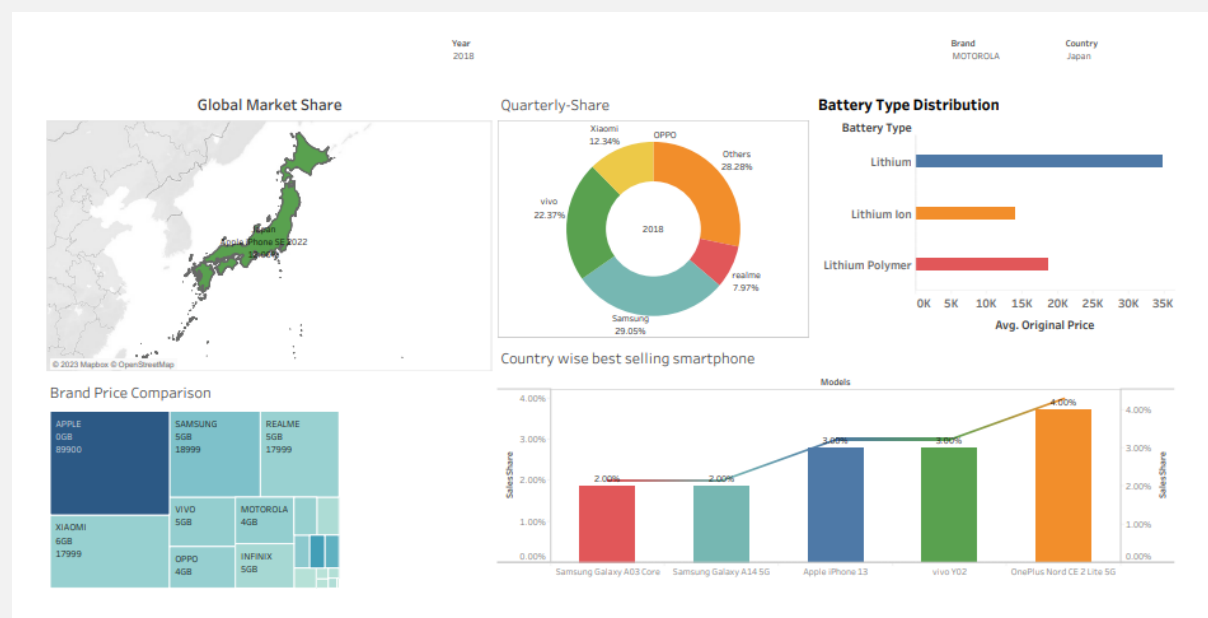 Year
2018
Brand
MOTOROLA
Country
Japan
Global Market Share
Japan
Apple iPhone SE 2022
© 2023 Mapbox © OpenStreetMap
Quarterly-Share
Xiaomi
12.34%
OPPO
Others
28.28%
vivo
22.37%
2018
realme
7.97%
Samsung
29.05%
Battery Type Distribution
Battery Type
Lithium
Lithium Ion
Lithium Polymer
0K 5K 10K 15K 20K 25K 30K 35K
Avg. Original Price
Brand Price Comparison
APPLE
0GB
89900
SAMSUNG
5GB
18999
REALME
5GB
17999
XIAOMI
6GB
17999
VIVO
5GB
MOTOROLA
4GB
OPPO
4GB
INFINIX
5GB
Country wise best selling smartphone
Models
SalesShare
4.00%
3.00%
2.00%
1.00%
0.00%
2.00%
2.00%
3.00%
3.00%
4.00%
4.00%
3.00%
2.00%
1.00%
0.00%
SalesShare
Samsung Galaxy A03 Core
Samsung Galaxy A14 5G
Apple iPhone 13
vivo Y02
OnePlus Nord CE 2 Lite 5G